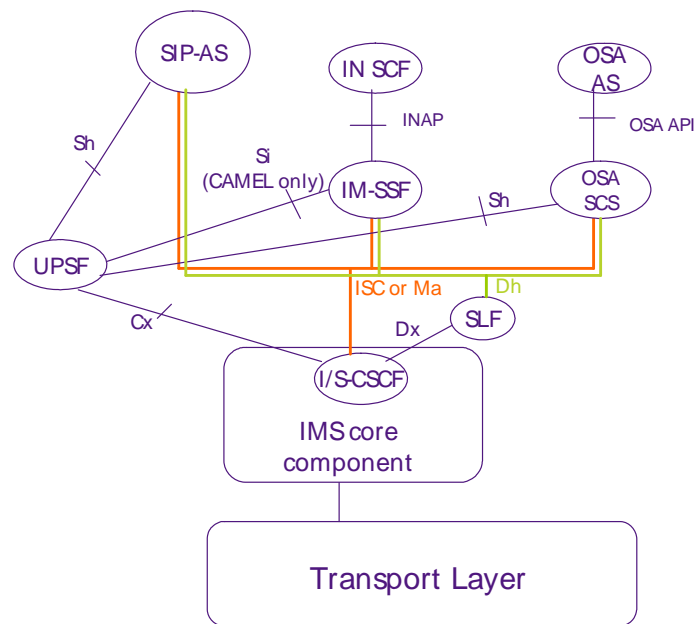 SIP-AS
IN SCF
OSA
AS
INAP
OSA API
Sh
Si
(CAMEL only)
IM-SSF
Sh
OSA
SCS
UPSF
ISC or Ma
Dh
Cx
Dx
SLF
I/S-CSCF
IMS core
component
Transport Layer